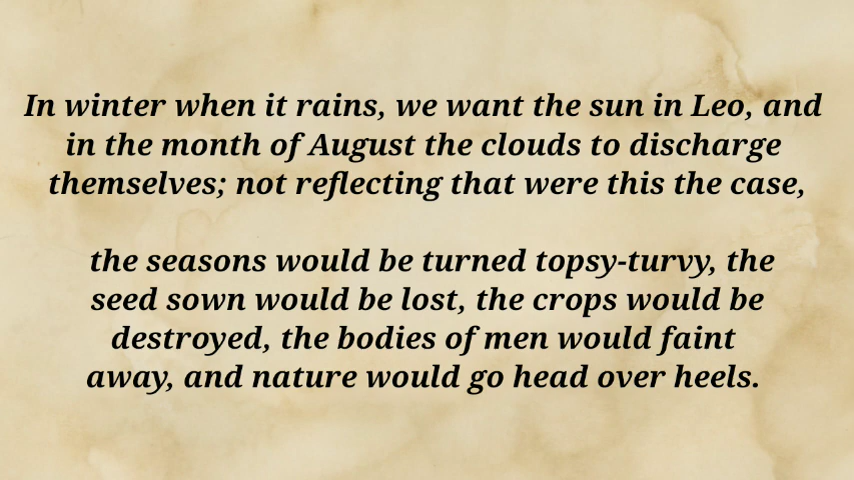 In winter when it rains, we want the sun in Leo, and
in the month of August the clouds to discharge
themselves; not reflecting that were this the case,
the seasons would be turned topsy-turvy, the
seed sown would be lost, the crops would be
destroyed, the bodies of men would faint
away, and nature would go head over heels.